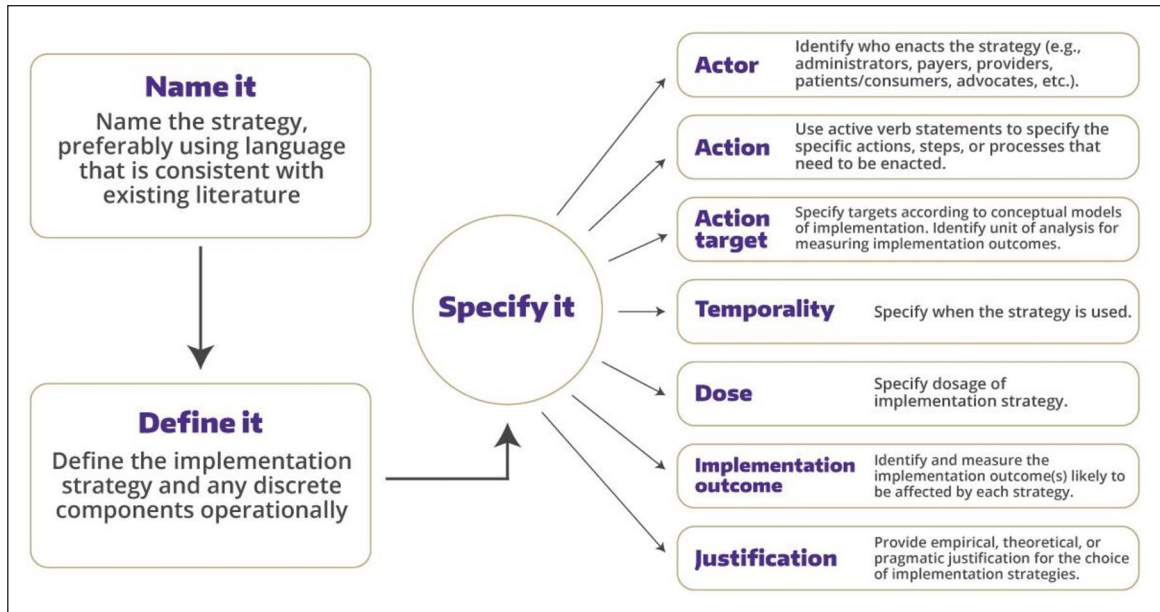 Name it
Name the strategy,
preferably using language
that is consistent with
existing literature
Define it
Define the implementation
strategy and any discrete
components operationally
Specify it
Actor
Identify who enacts the strategy (e.g.,
administrators, payers, providers,
patients/consumers, advocates, etc.).
Action
Use active verb statements to specify the
specific actions, steps, or processes that
need to be enacted.
Action
target
Specify targets according to conceptual models
of implementation. Identify unit of analysis for
measuring implementation outcomes.
Temporality
Specify when the strategy is used.
Dose
Specify dosage of
implementation strategy.
Implementation
outcome
Identify and measure the
implementation outcome(s) likely to
be affected by each strategy.
Justification
Provide empirical, theoretical, or
pragmatic justification for the choice
of implementation strategies.